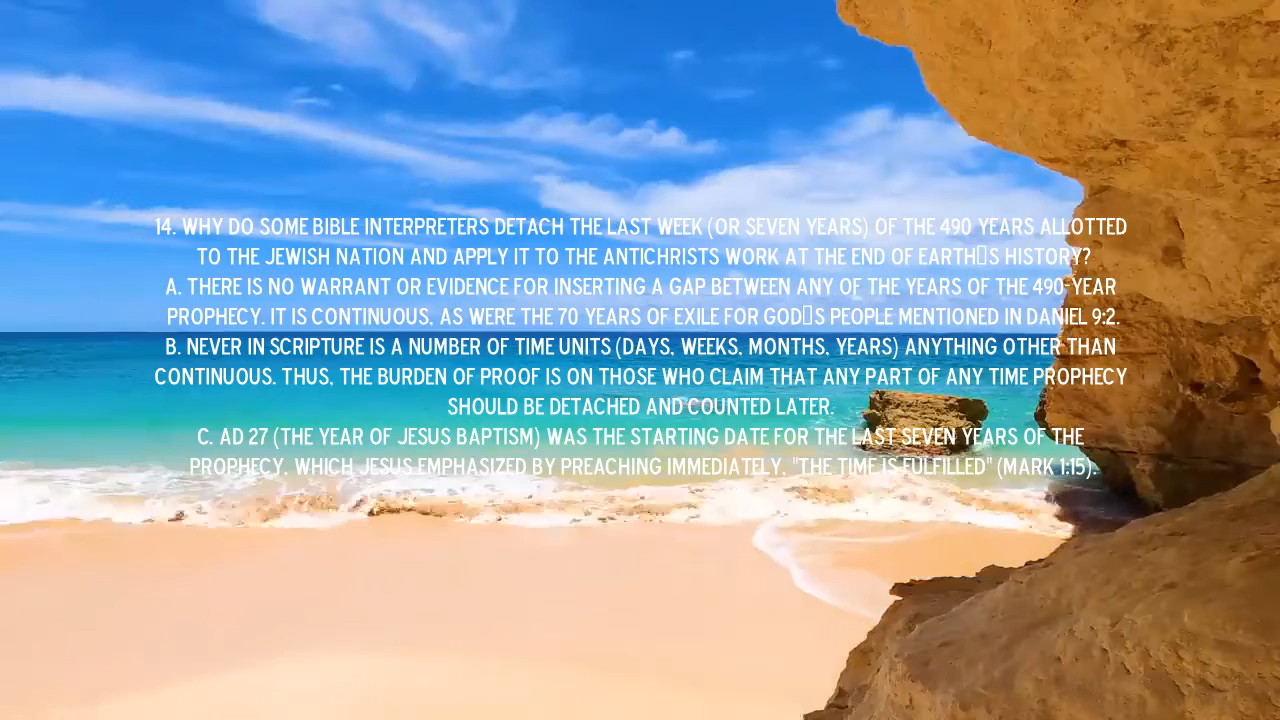 14. WHY DO SOME BIBLE INTERPRETERS DETACH THE LAST WEEK (OR SEVEN YEARS) OF THE 490 YEARS ALLOTTED
TO THE JEWISH NATION AND APPLY IT TO THE ANTICHRISTS WORK AT THE END OF EARTH▯S HISTORY?
A. THERE IS NO WARRANT OR EVIDENCE FOR INSERTING A GAP BETWEEN ANY OF THE YEARS OF THE 490-YEAR
PROPHECY. IT IS CONTINUOUS, AS WERE THE 70 YEARS OF EXILE FOR GOD▯S PEOPLE MENTIONED IN DANIEL 9:2.
B. NEVER IN SCRIPTURE IS A NUMBER OF TIME UNITS (DAYS, WEEKS, MONTHS, YEARS) ANYTHING OTHER THAN
CONTINUOUS. THUS, THE BURDEN OF PROOF IS ON THOSE WHO CLAIM THAT ANY PART OF ANY TIME PROPHECY
SHOULD BE DETACHED AND COUNTED LATER.
C. AD 27 (THE YEAR OF JESUS BAPTISM) WAS THE STARTING DATE FOR THE LAST SEVEN YEARS OF THE
PROPHECY, WHICH JESUS EMPHASIZED BY PREACHING IMMEDIATELY, "THE TIME IS FULFILLED" (MARK 1:15).